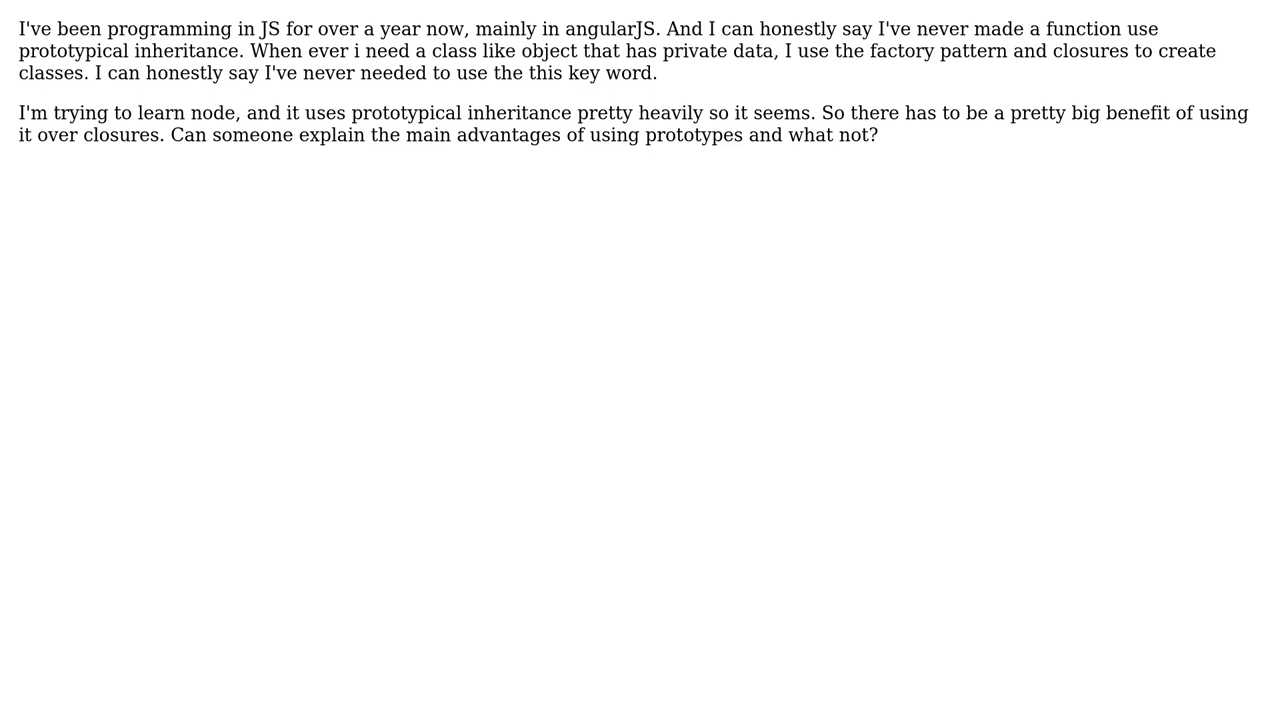 I've been programming in JS for over a year now, mainly in angularJS. And I can honestly say I've never made a function use
prototypical inheritance. When ever i need a class like object that has private data, I use the factory pattern and closures to create
classes. I can honestly say I've never needed to use the this key word.
I'm trying to learn node, and it uses prototypical inheritance pretty heavily so it seems. So there has to be a pretty big benefit of using
it over closures. Can someone explain the main advantages of using prototypes and what not?